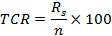 TCR = R_s / n × 100